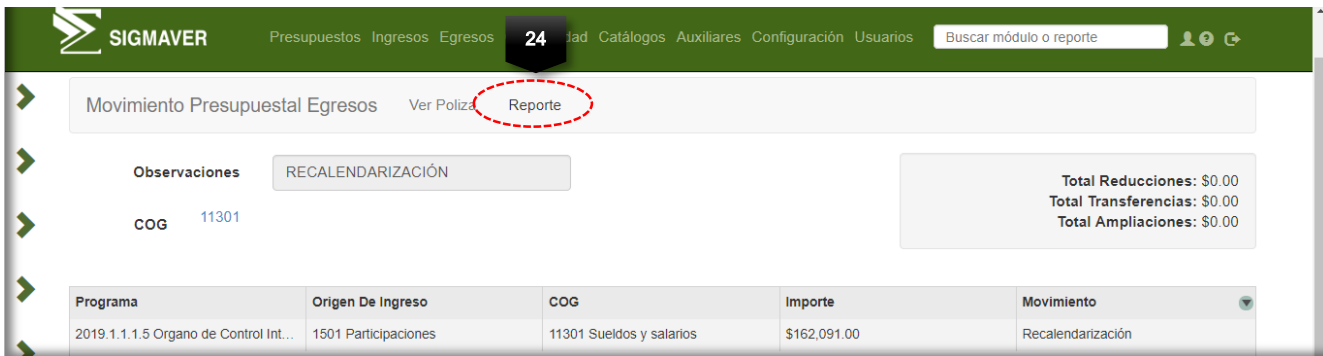 SIGMAVER Presupuestos Ingresos Egresos 24 dad Catálogos Auxiliares Configuración Usuarios Buscar módulo o reporte
Movimiento Presupuestal Egresos Ver Poliza Reporte
Observaciones RECALENDARIZACIÓN
Total Reducciones: $0.00
Total Transferencias: $0.00
COG 11301
Total Ampliaciones: $0.00
Programa Origen De Ingreso COG Importe Movimiento
2019.1.1.1.5 Organo de Control Int... 1501 Participaciones 11301 Sueldos y salarios $162,091.00 Recalendarización